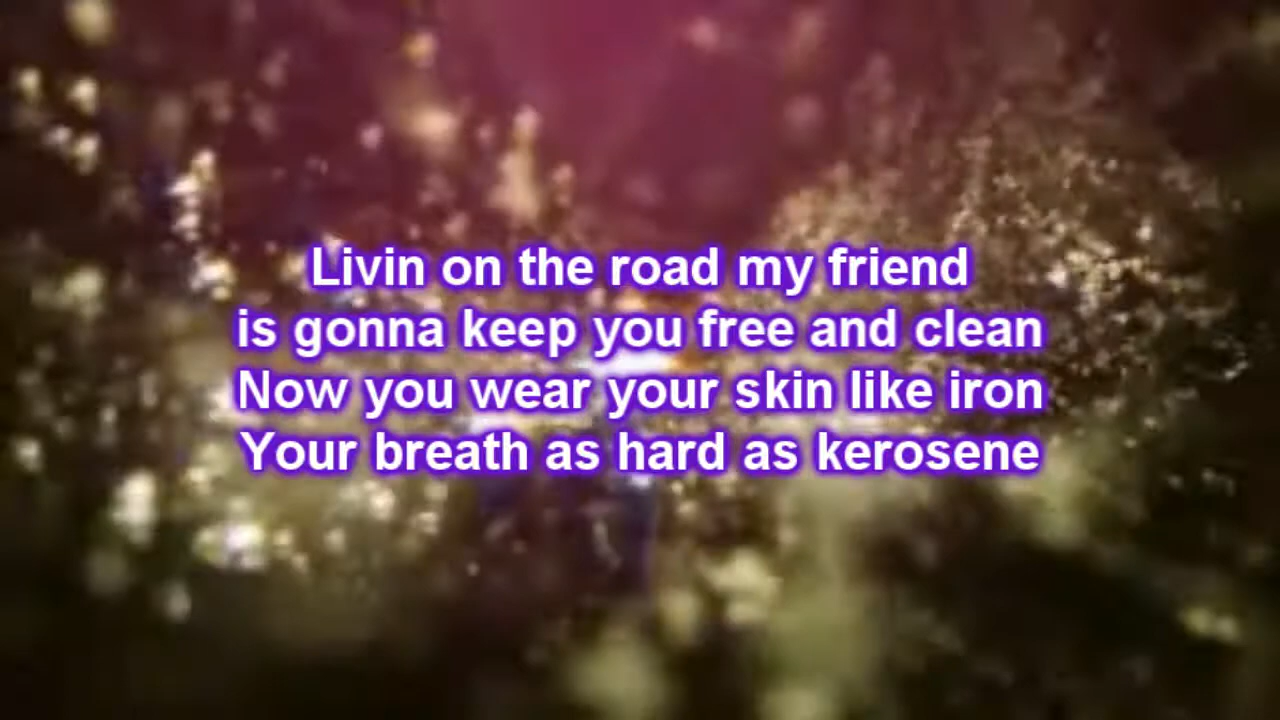 Livin on the road my friend
is gonna keep you free and clean
Now you wear your skin like iron
Your breath as hard as kerosene